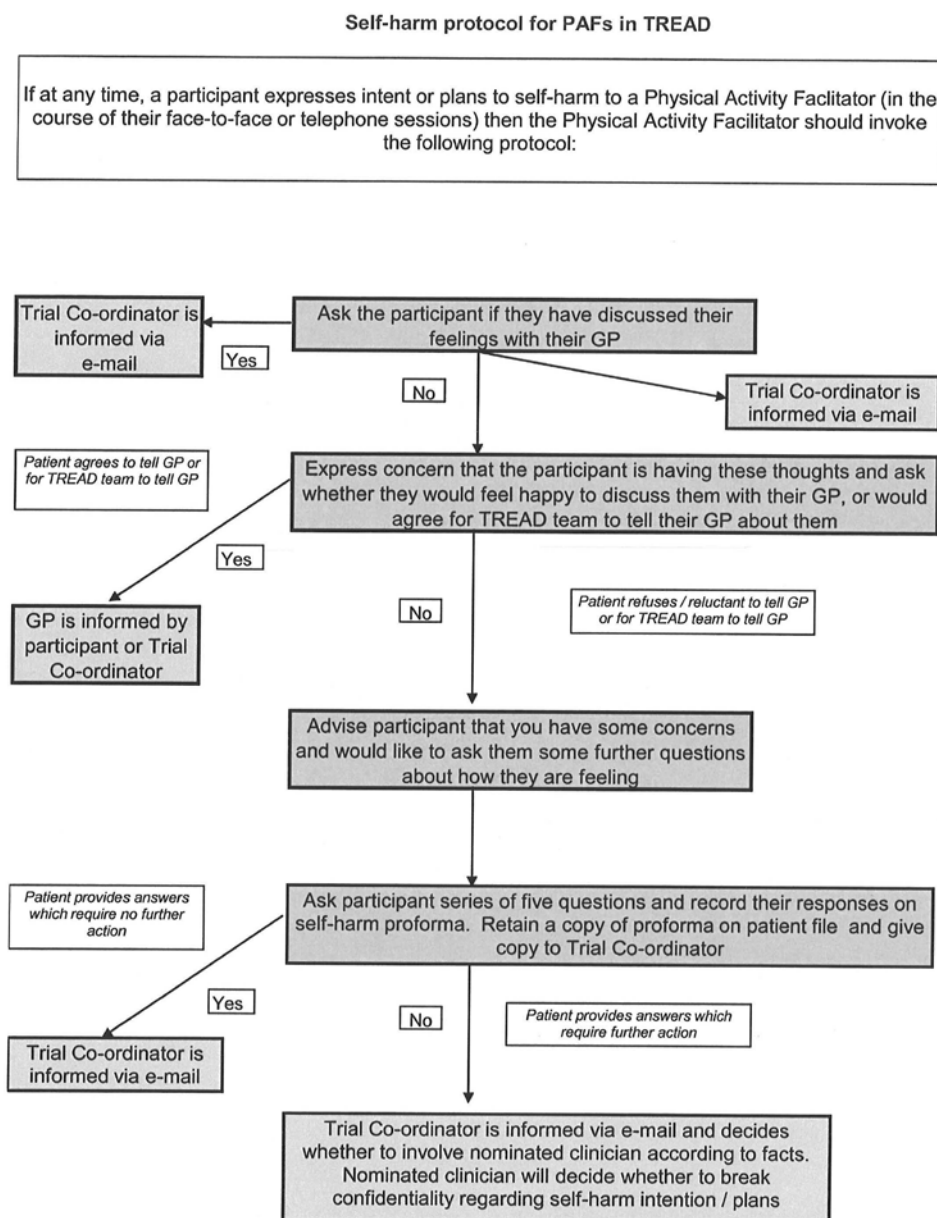 Self-harm protocol for PAFs in TREAD
If at any time, a participant expresses intent or plans to self-harm to a Physical Activity Faclitator (in the
course of their face-to-face or telephone sessions) then the Physical Activity Facilitator should invoke
the following protocol:
Ask the participant if they have discussed their
feelings with their GP
Trial Co-ordinator is
informed via
e-mail
Yes
No
Trial Co-ordinator is
informed via e-mail
Patient agrees to tell GP or
for TREAD team to tell GP
Express concern that the participant is having these thoughts and ask
whether they would feel happy to discuss them with their GP, or would
agree for TREAD team to tell their GP about them
Yes
No
Patient refuses / reluctant to tell GP
or for TREAD team to tell GP
GP is informed by
participant or Trial
Co-ordinator
Advise participant that you have some concerns
and would like to ask them some further questions
about how they are feeling
Patient provides answers
which require no further
action
Ask participant series of five questions and record their responses on
self-harm proforma. Retain a copy of proforma on patient file and give
copy to Trial Co-ordinator
Yes
No
Patient provides answers which
require further action
Trial Co-ordinator is
informed via e-mail
Trial Co-ordinator is informed via e-mail and decides
whether to involve nominated clinician according to facts.
Nominated clinician will decide whether to break
confidentiality regarding self-harm intention / plans